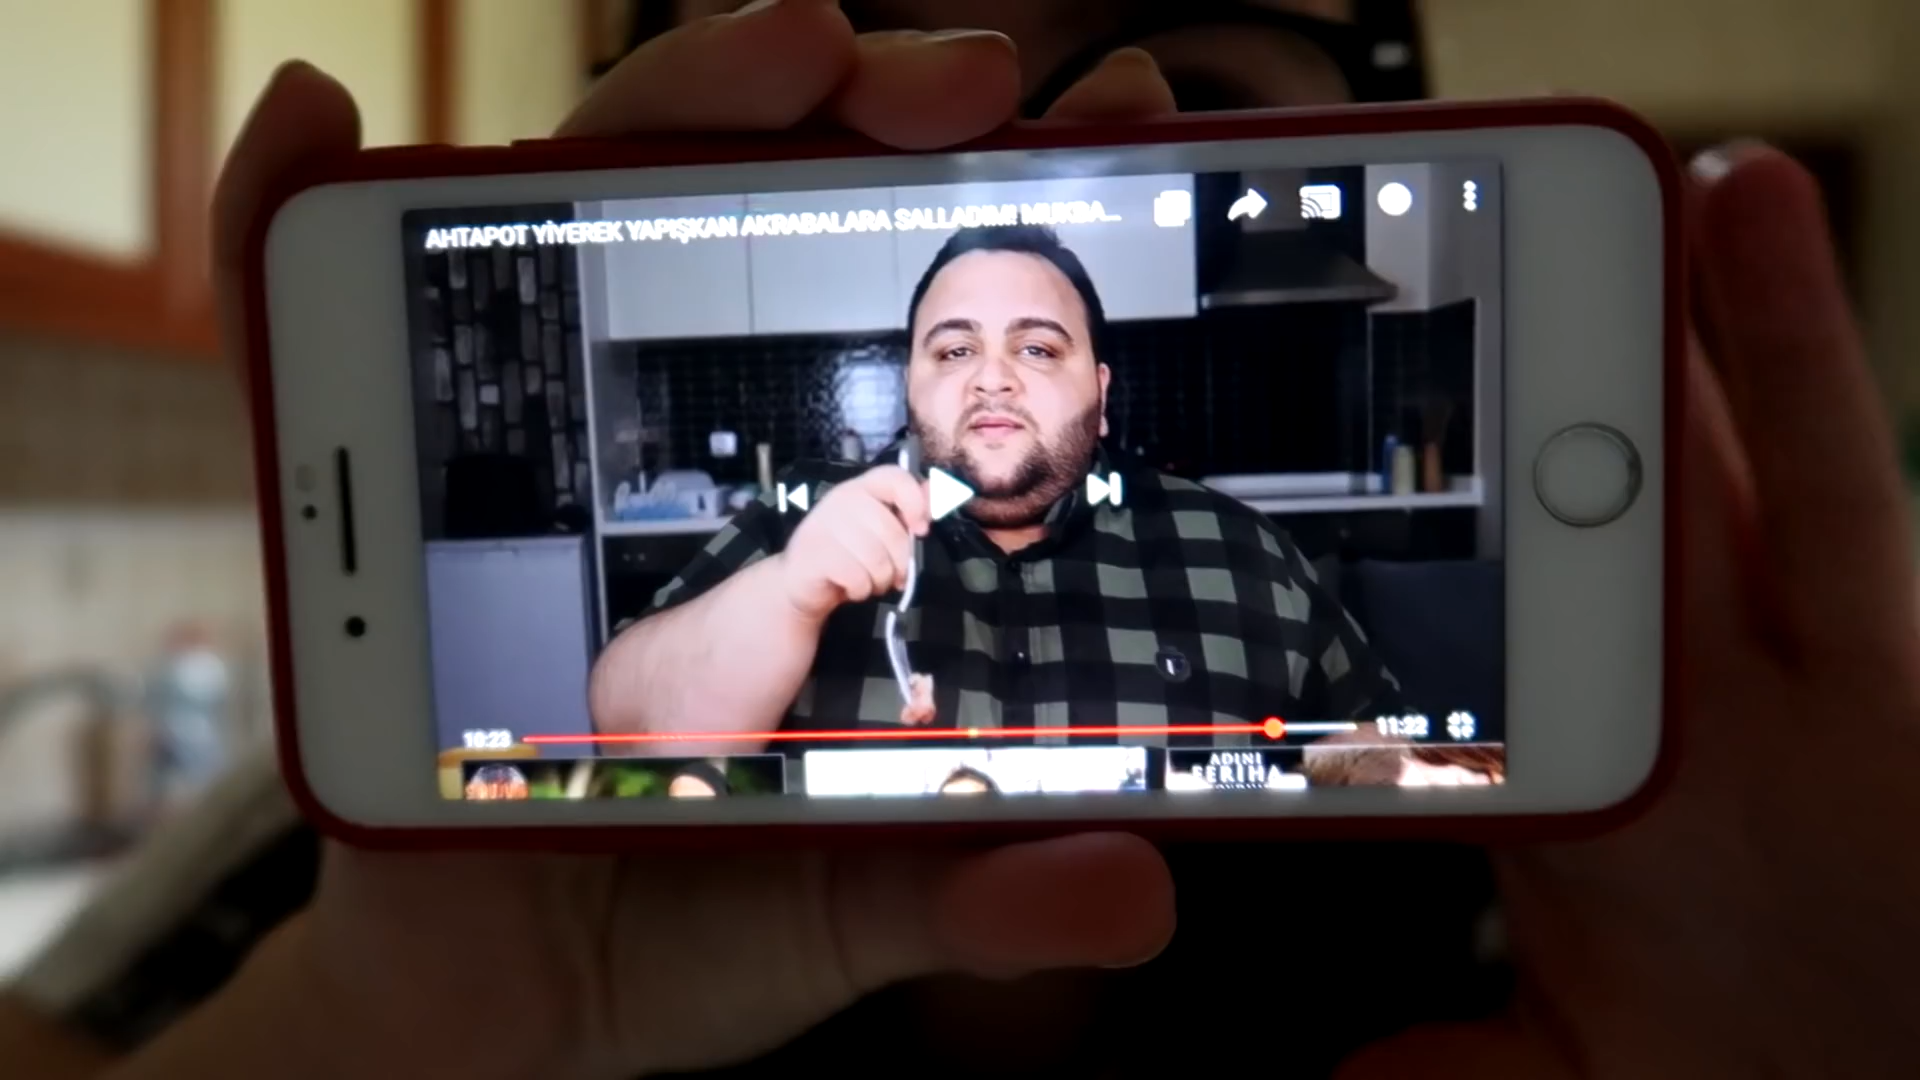 AHTAPOT YİYEREK YAPIŞKAN AKRABALARA SALLADIM! MUKBA...
10:23
11:22
ADINI
FERİHA